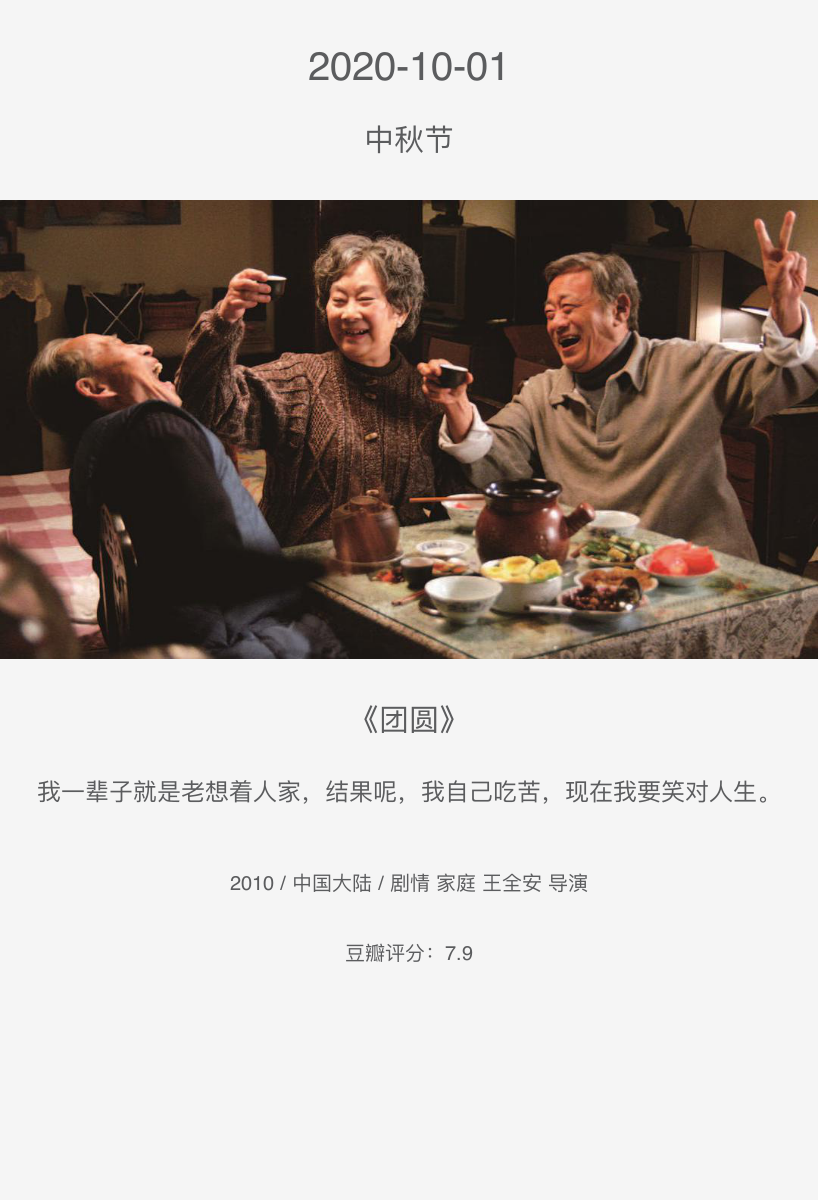 2020-10-01
中秋节
《团圆》
我一辈子就是老想着人家，结果呢，我自己吃苦，现在我要笑对人生。
2010 / 中国大陆 / 剧情 家庭 王全安 导演
豆瓣评分：7.9